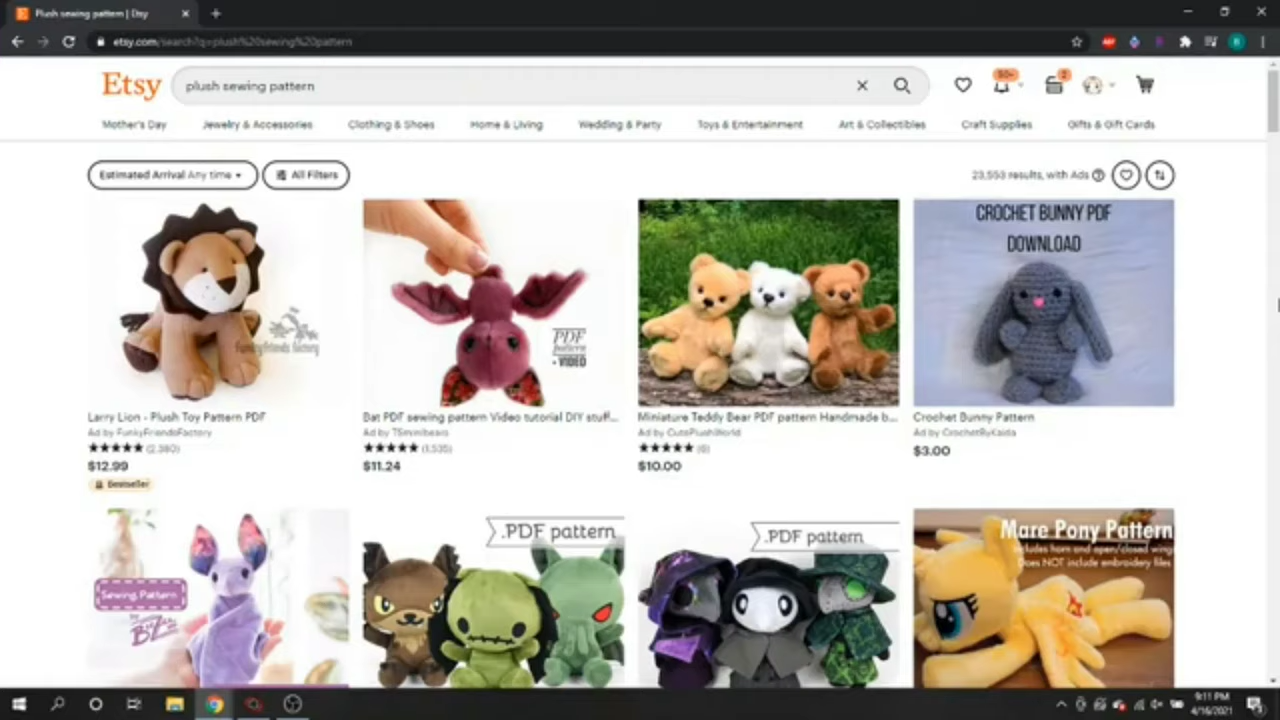 Plush sewing pattern | Etsy
etsy.com/search?q=plush%20sewing%20pattern
Etsy
plush sewing pattern
50+
2
Mother's Day
Jewelry & Accessories
Clothing & Shoes
Home & Living
Wedding & Party
Toys & Entertainment
Art & Collectibles
Craft Supplies
Gifts & Gift Cards
Estimated Arrival Any time
All Filters
23,553 results, with Ads
CROCHET BUNNY PDF
DOWNLOAD
funkyfriends factory
PDF
pattern
+ VIDEO
Larry Lion - Plush Toy Pattern PDF
Ad by FunkyFriendsFactory
(2,380)
$12.99
Bestseller
Bat PDF sewing pattern Video tutorial DIY stuff...
Ad by TSminibears
(1,535)
$11.24
Miniature Teddy Bear PDF pattern Handmade b...
Ad by CutePlushWorld
$10.00
Crochet Bunny Pattern
Ad by CrochetByKaida
$3.00
Sewing Pattern
by
.PDF pattern
.PDF pattern
Mare Pony Pattern
Includes horn and open/closed wing
Does NOT include embroidery files
9:11 PM
4/16/2021